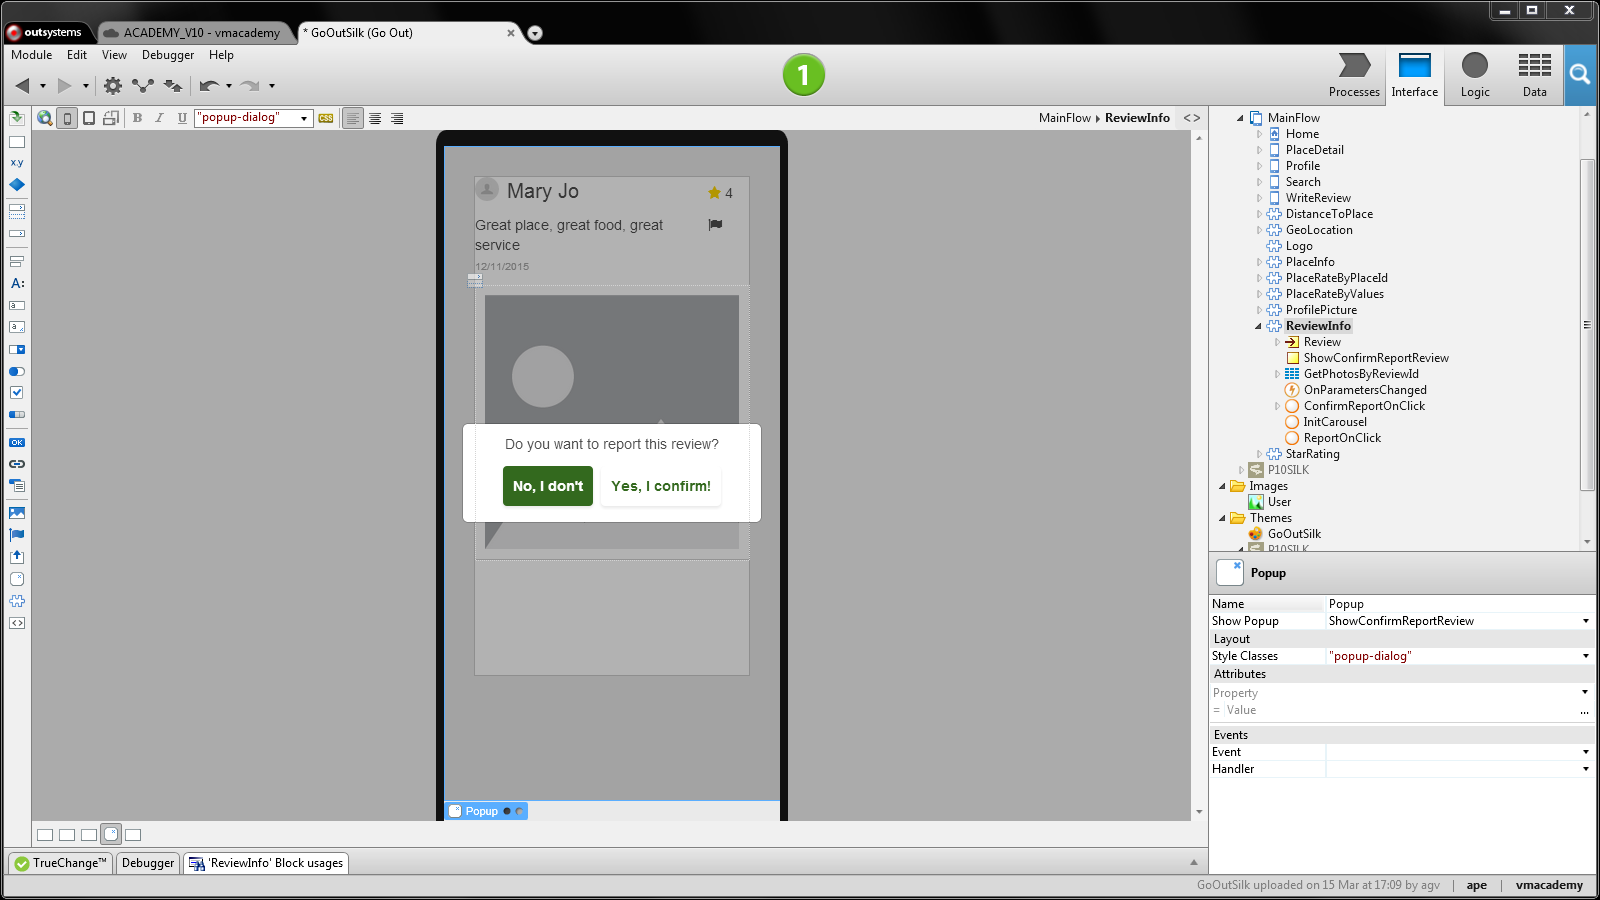 outsystems
ACADEMY_V10 - vmacademy
* GoOutSilk (Go Out)
Module Edit View Debugger Help
1
Processes Interface Logic Data
B I U "popup-dialog" CSS
MainFlow ReviewInfo <>
x.y
A:
OK
Mary Jo
4
Great place, great food, great
service
12/11/2015
Do you want to report this review?
No, I don't Yes, I confirm!
Popup
MainFlow
Home
PlaceDetail
Profile
Search
WriteReview
DistanceToPlace
GeoLocation
Logo
PlaceInfo
PlaceRateByPlaceId
PlaceRateByValues
ProfilePicture
ReviewInfo
Review
ShowConfirmReportReview
GetPhotosByReviewId
OnParametersChanged
ConfirmReportOnClick
InitCarousel
ReportOnClick
StarRating
P10SILK
Images
User
Themes
GoOutSilk
P10SILK
Popup
Name Popup
Show Popup ShowConfirmReportReview
Layout
Style Classes "popup-dialog"
Attributes
Property
= Value ...
Events
Event
Handler
TrueChange™ Debugger 'ReviewInfo' Block usages
GoOutSilk uploaded on 15 Mar at 17:09 by agv | ape | vmacademy